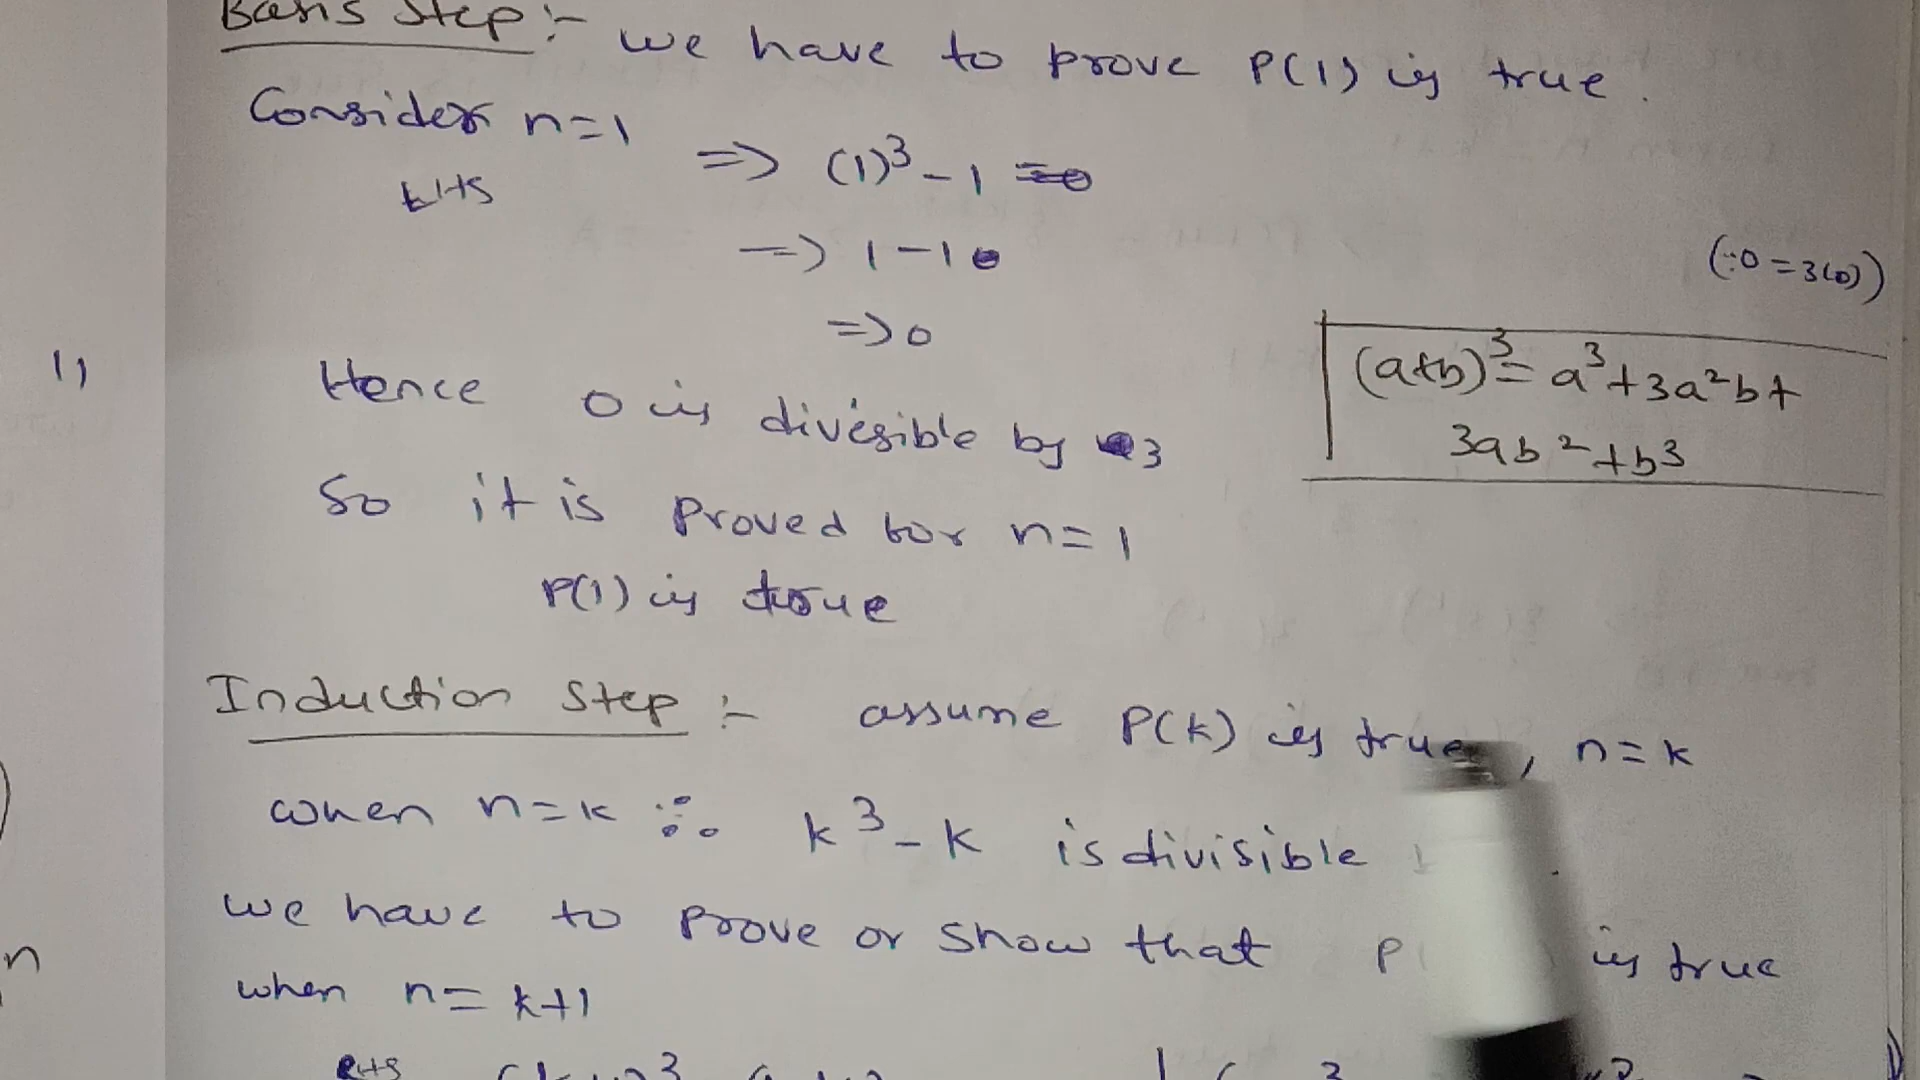 Basis Step :- we have to prove P(1) is true.
Consider n=1
LHS
=> (1)³ - 1 = 0
=> 1 - 1
=> 0
(∵ 0 = 3(0))
(a+b)³ = a³ + 3a²b +
3ab² + b³
1)
Hence 0 is divesible by 3
So it is proved for n=1
P(1) is true
Induction Step :- assume P(k) is true, n=k
when n=k ∴ k³ - k is divisible
we have to prove or show that P is true
n
when n= k+1
RHS